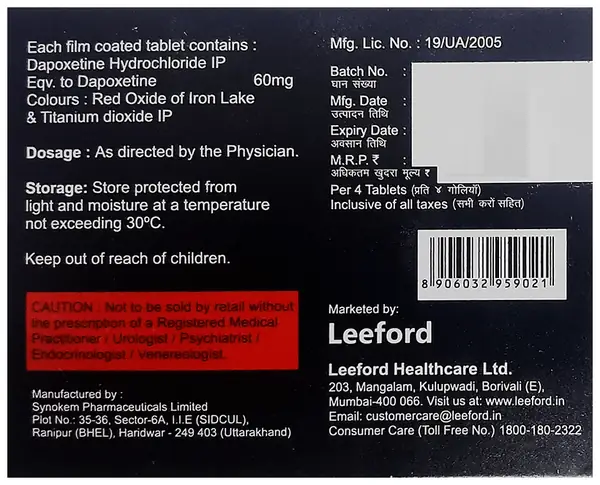 Each film coated tablet contains :
Dapoxetine Hydrochloride IP
Eqv. to Dapoxetine 60mg
Colours : Red Oxide of Iron Lake
& Titanium dioxide IP
Dosage : As directed by the Physician.
Storage: Store protected from
light and moisture at a temperature
not exceeding 30ºC.
Keep out of reach of children.
CAUTION : Not to be sold by retail without
the prescription of a Registered Medical
Practitioner / Urologist / Psychiatrist /
Endocrinologist / Venereologist.
Manufactured by :
Synokem Pharmaceuticals Limited
Plot No.: 35-36, Sector-6A, I.I.E (SIDCUL),
Ranipur (BHEL), Haridwar - 249 403 (Uttarakhand)
Mfg. Lic. No. : 19/UA/2005
Batch No. :
घान संख्या
Mfg. Date :
उत्पादन तिथि
Expiry Date :
अवसान तिथि
M.R.P. ₹ :
अधिकतम खुदरा मूल्य ₹
Per 4 Tablets (प्रति ४ गोलियाँ)
Inclusive of all taxes (सभी करों सहित)
8 906032 959021
Marketed by:
Leeford
Leeford Healthcare Ltd.
203, Mangalam, Kulupwadi, Borivali (E),
Mumbai-400 066. Visit us at: www.leeford.in
Email: customercare@leeford.in
Consumer Care (Toll Free No.) 1800-180-2322